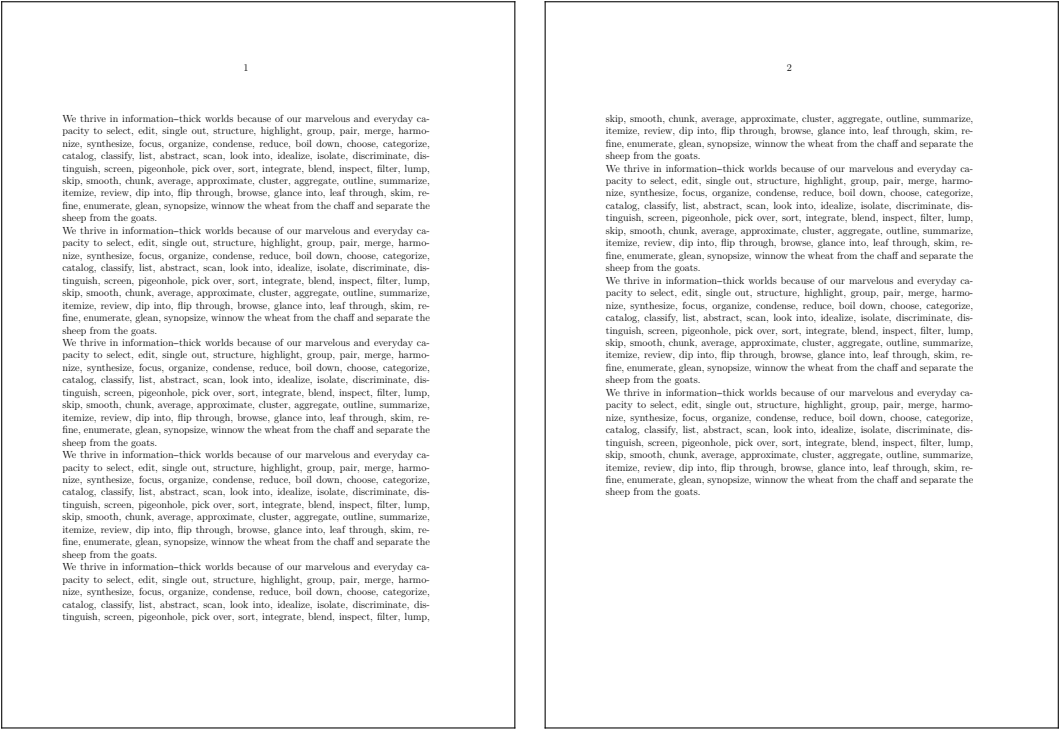 1
We thrive in information–thick worlds because of our marvelous and everyday ca-
pacity to select, edit, single out, structure, highlight, group, pair, merge, harmo-
nize, synthesize, focus, organize, condense, reduce, boil down, choose, categorize,
catalog, classify, list, abstract, scan, look into, idealize, isolate, discriminate, dis-
tinguish, screen, pigeonhole, pick over, sort, integrate, blend, inspect, filter, lump,
skip, smooth, chunk, average, approximate, cluster, aggregate, outline, summarize,
itemize, review, dip into, flip through, browse, glance into, leaf through, skim, re-
fine, enumerate, glean, synopsize, winnow the wheat from the chaff and separate the
sheep from the goats.
We thrive in information–thick worlds because of our marvelous and everyday ca-
pacity to select, edit, single out, structure, highlight, group, pair, merge, harmo-
nize, synthesize, focus, organize, condense, reduce, boil down, choose, categorize,
catalog, classify, list, abstract, scan, look into, idealize, isolate, discriminate, dis-
tinguish, screen, pigeonhole, pick over, sort, integrate, blend, inspect, filter, lump,
skip, smooth, chunk, average, approximate, cluster, aggregate, outline, summarize,
itemize, review, dip into, flip through, browse, glance into, leaf through, skim, re-
fine, enumerate, glean, synopsize, winnow the wheat from the chaff and separate the
sheep from the goats.
We thrive in information–thick worlds because of our marvelous and everyday ca-
pacity to select, edit, single out, structure, highlight, group, pair, merge, harmo-
nize, synthesize, focus, organize, condense, reduce, boil down, choose, categorize,
catalog, classify, list, abstract, scan, look into, idealize, isolate, discriminate, dis-
tinguish, screen, pigeonhole, pick over, sort, integrate, blend, inspect, filter, lump,
skip, smooth, chunk, average, approximate, cluster, aggregate, outline, summarize,
itemize, review, dip into, flip through, browse, glance into, leaf through, skim, re-
fine, enumerate, glean, synopsize, winnow the wheat from the chaff and separate the
sheep from the goats.
We thrive in information–thick worlds because of our marvelous and everyday ca-
pacity to select, edit, single out, structure, highlight, group, pair, merge, harmo-
nize, synthesize, focus, organize, condense, reduce, boil down, choose, categorize,
catalog, classify, list, abstract, scan, look into, idealize, isolate, discriminate, dis-
tinguish, screen, pigeonhole, pick over, sort, integrate, blend, inspect, filter, lump,
skip, smooth, chunk, average, approximate, cluster, aggregate, outline, summarize,
itemize, review, dip into, flip through, browse, glance into, leaf through, skim, re-
fine, enumerate, glean, synopsize, winnow the wheat from the chaff and separate the
sheep from the goats.
We thrive in information–thick worlds because of our marvelous and everyday ca-
pacity to select, edit, single out, structure, highlight, group, pair, merge, harmo-
nize, synthesize, focus, organize, condense, reduce, boil down, choose, categorize,
catalog, classify, list, abstract, scan, look into, idealize, isolate, discriminate, dis-
tinguish, screen, pigeonhole, pick over, sort, integrate, blend, inspect, filter, lump,
2
skip, smooth, chunk, average, approximate, cluster, aggregate, outline, summarize,
itemize, review, dip into, flip through, browse, glance into, leaf through, skim, re-
fine, enumerate, glean, synopsize, winnow the wheat from the chaff and separate the
sheep from the goats.
We thrive in information–thick worlds because of our marvelous and everyday ca-
pacity to select, edit, single out, structure, highlight, group, pair, merge, harmo-
nize, synthesize, focus, organize, condense, reduce, boil down, choose, categorize,
catalog, classify, list, abstract, scan, look into, idealize, isolate, discriminate, dis-
tinguish, screen, pigeonhole, pick over, sort, integrate, blend, inspect, filter, lump,
skip, smooth, chunk, average, approximate, cluster, aggregate, outline, summarize,
itemize, review, dip into, flip through, browse, glance into, leaf through, skim, re-
fine, enumerate, glean, synopsize, winnow the wheat from the chaff and separate the
sheep from the goats.
We thrive in information–thick worlds because of our marvelous and everyday ca-
pacity to select, edit, single out, structure, highlight, group, pair, merge, harmo-
nize, synthesize, focus, organize, condense, reduce, boil down, choose, categorize,
catalog, classify, list, abstract, scan, look into, idealize, isolate, discriminate, dis-
tinguish, screen, pigeonhole, pick over, sort, integrate, blend, inspect, filter, lump,
skip, smooth, chunk, average, approximate, cluster, aggregate, outline, summarize,
itemize, review, dip into, flip through, browse, glance into, leaf through, skim, re-
fine, enumerate, glean, synopsize, winnow the wheat from the chaff and separate the
sheep from the goats.
We thrive in information–thick worlds because of our marvelous and everyday ca-
pacity to select, edit, single out, structure, highlight, group, pair, merge, harmo-
nize, synthesize, focus, organize, condense, reduce, boil down, choose, categorize,
catalog, classify, list, abstract, scan, look into, idealize, isolate, discriminate, dis-
tinguish, screen, pigeonhole, pick over, sort, integrate, blend, inspect, filter, lump,
skip, smooth, chunk, average, approximate, cluster, aggregate, outline, summarize,
itemize, review, dip into, flip through, browse, glance into, leaf through, skim, re-
fine, enumerate, glean, synopsize, winnow the wheat from the chaff and separate the
sheep from the goats.